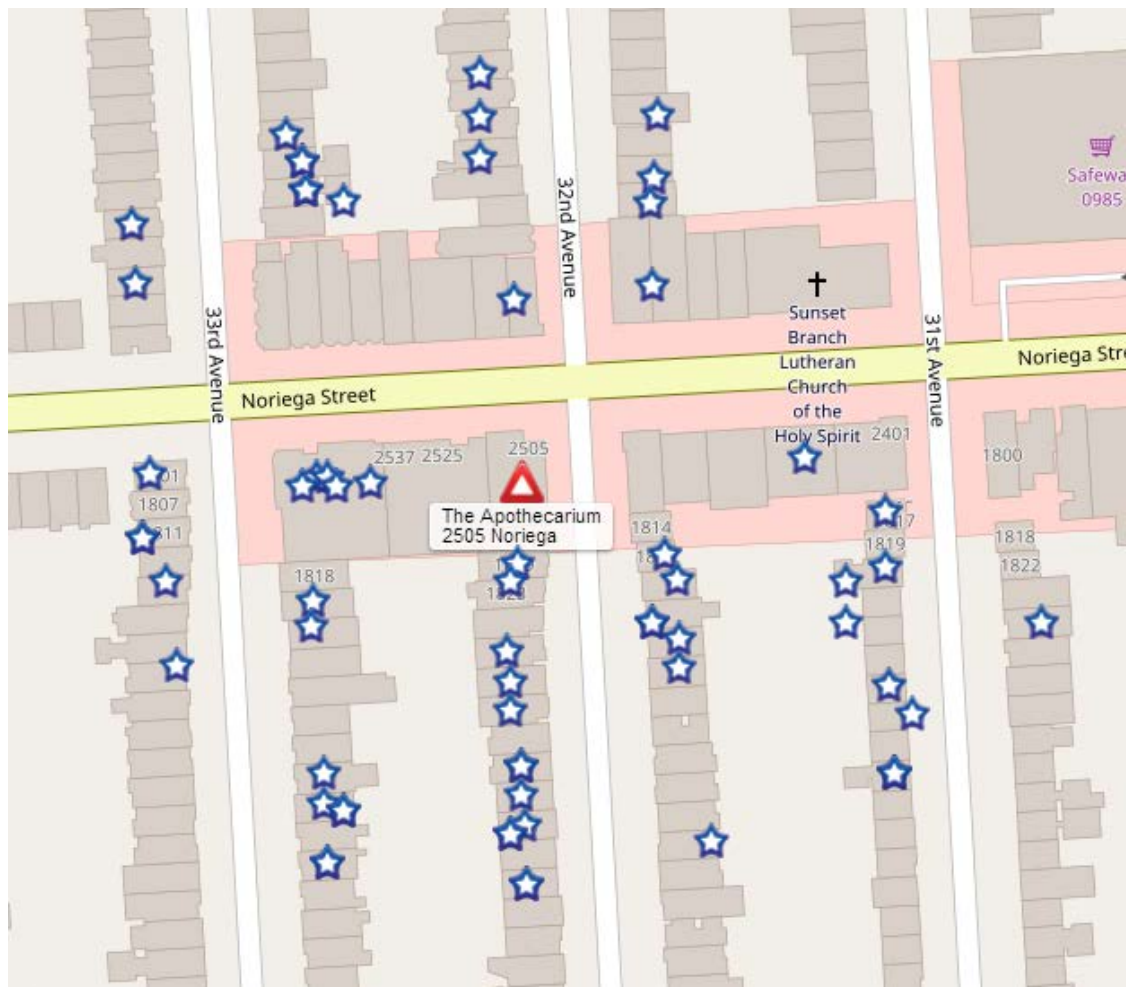 Safewa
0985
32nd Avenue
33rd Avenue
Sunset
Branch
Lutheran
Church
of the
Holy Spirit
31st Avenue
Noriega Stre
Noriega Street
2505
2401
2537
2525
1800
The Apothecarium
2505 Noriega
1807
1814
1819
1818
1822
1818